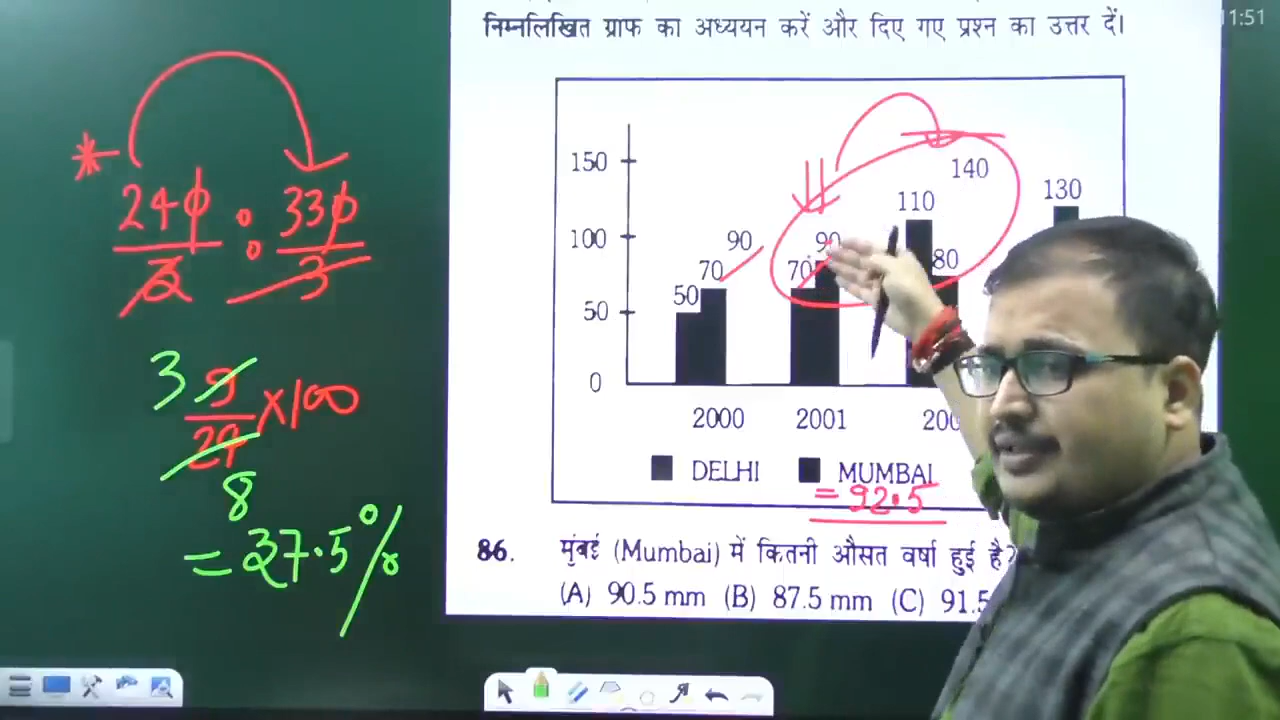 11:51
निम्नलिखित ग्राफ का अध्ययन करें और दिए गए प्रश्न का उत्तर दें।
240 : 330
3 3
150
100
50
0
50 70 90
70 90
110 80 140
130
2000 2001 200
DELHI MUMBAI
= 92.5
3 9
24 ×100
8
= 37.5%
86. मुंबई (Mumbai) में कितनी औसत वर्षा हुई है?
(A) 90.5 mm (B) 87.5 mm (C) 91.5